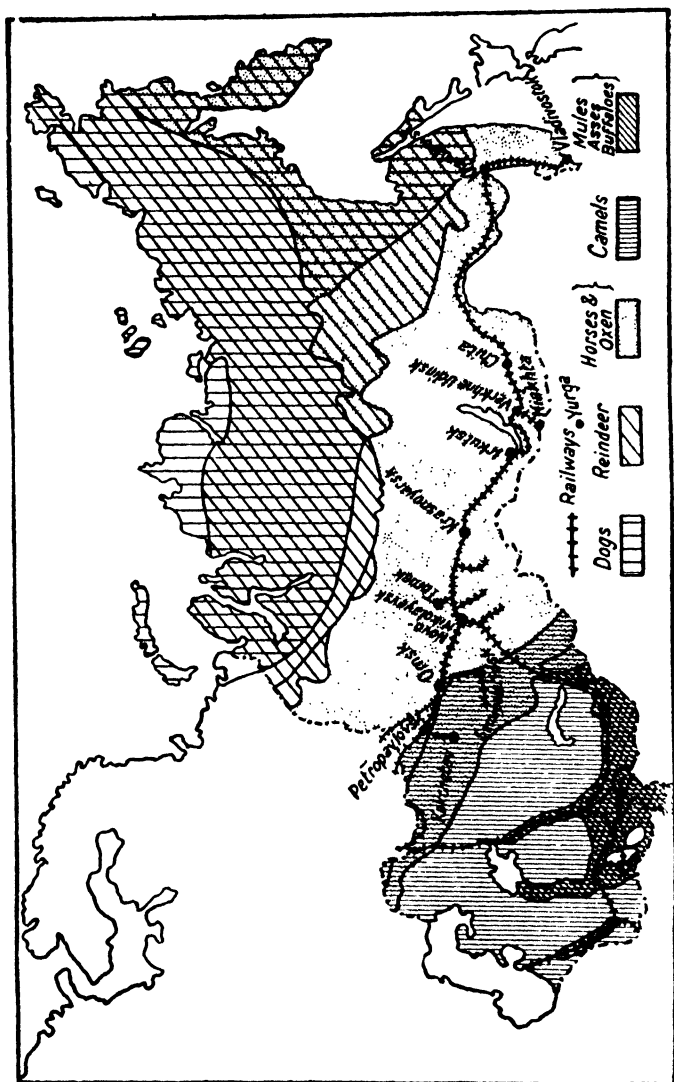 Petropavlovsk
Omsk
Novo
Nikolayevsk
Tomsk
Krasnoyarsk
Irkutsk
Verkhne Udinsk
Kiakhta
Chita
Vladivostok
Dogs
Reindeer
Horses &
Oxen
Camels
Mules
Asses
Buffaloes
Railways
Yurga